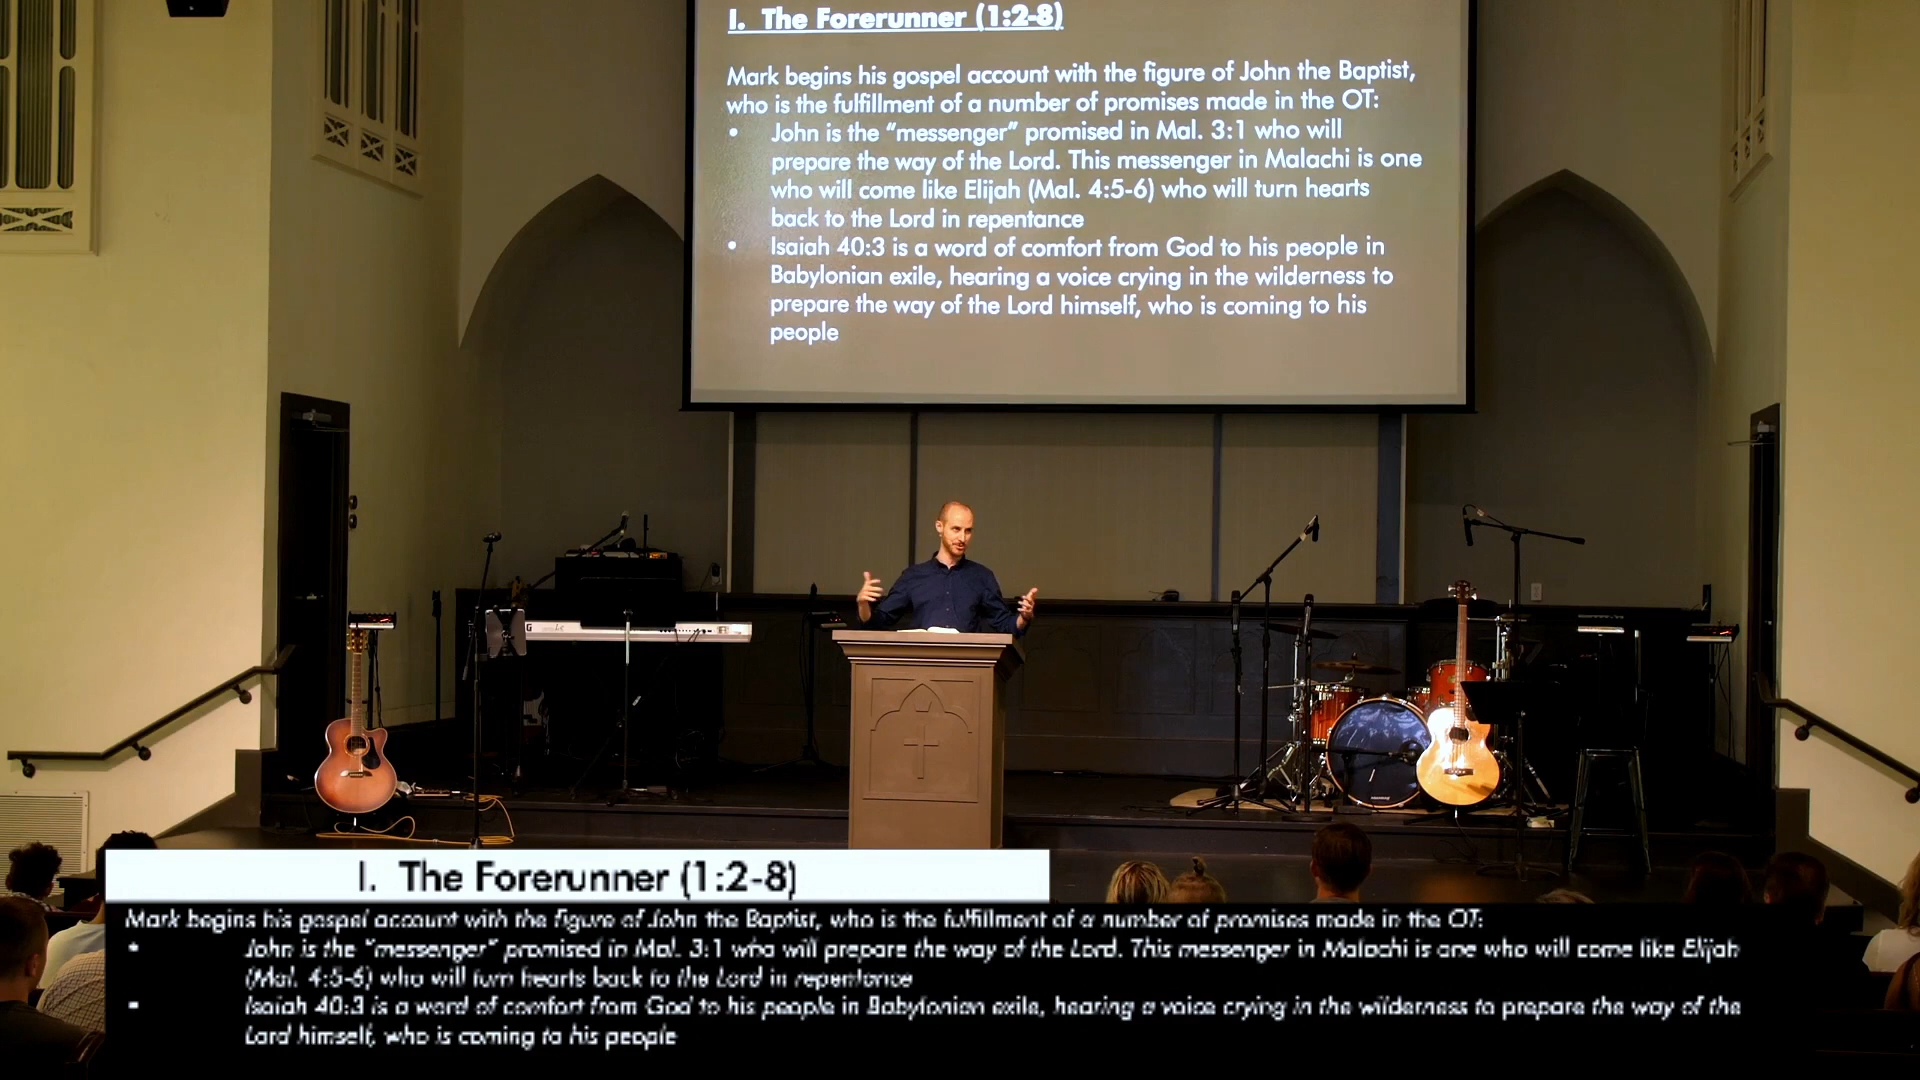 I. The Forerunner (1:2-8)
Mark begins his gospel account with the figure of John the Baptist,
who is the fulfillment of a number of promises made in the OT:
• John is the “messenger” promised in Mal. 3:1 who will
prepare the way of the Lord. This messenger in Malachi is one
who will come like Elijah (Mal. 4:5-6) who will turn hearts
back to the Lord in repentance
• Isaiah 40:3 is a word of comfort from God to his people in
Babylonian exile, hearing a voice crying in the wilderness to
prepare the way of the Lord himself, who is coming to his
people
I. The Forerunner (1:2-8)
Mark begins his gospel account with the figure of John the Baptist, who is the fulfillment of a number of promises made in the OT:
• John is the “messenger” promised in Mal. 3:1 who will prepare the way of the Lord. This messenger in Malachi is one who will come like Elijah
(Mal. 4:5-6) who will turn hearts back to the Lord in repentance
• Isaiah 40:3 is a word of comfort from God to his people in Babylonian exile, hearing a voice crying in the wilderness to prepare the way of the
Lord himself, who is coming to his people